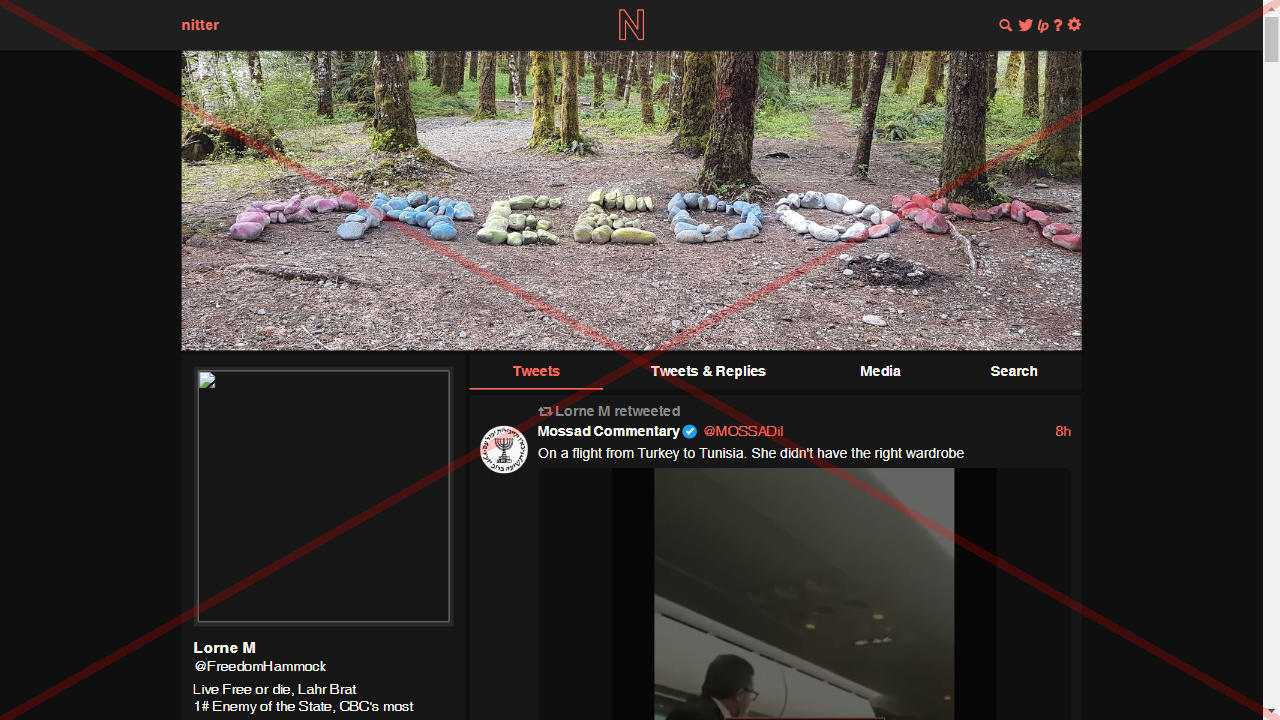 nitter
N
lp ?
FREEDOM
Tweets
Tweets & Replies
Media
Search
Lorne M retweeted
Mossad Commentary @MOSSADil
8h
On a flight from Turkey to Tunisia. She didn't have the right wardrobe
Lorne M
@FreedomHammock
Live Free or die, Lahr Brat
1# Enemy of the State, CBC's most